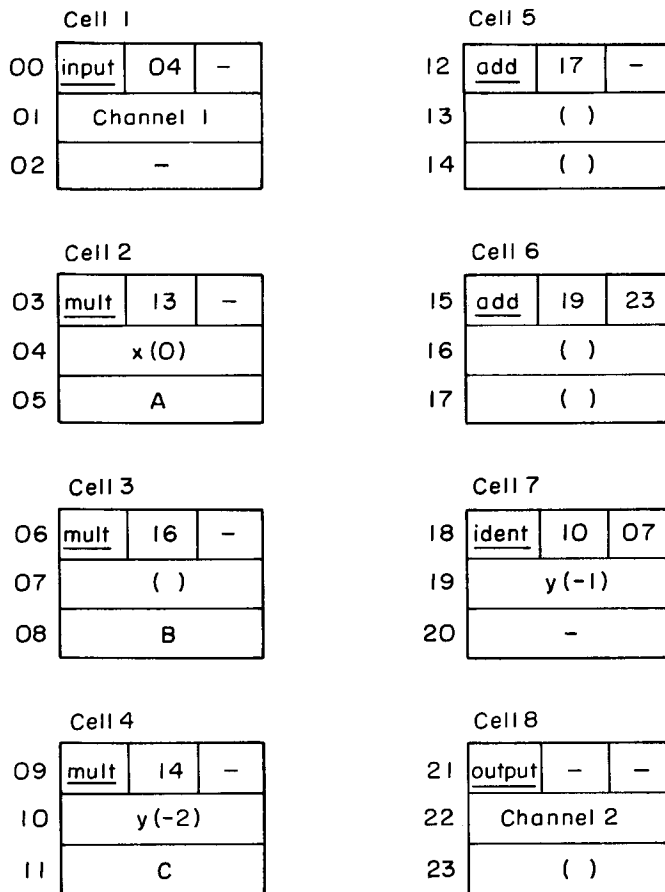 Cell 1
00 input 04 -
01 Channel 1
02 -
Cell 2
03 mult 13 -
04 x(0)
05 A
Cell 3
06 mult 16 -
07 ( )
08 B
Cell 4
09 mult 14 -
10 y(-2)
11 C
Cell 5
12 add 17 -
13 ( )
14 ( )
Cell 6
15 add 19 23
16 ( )
17 ( )
Cell 7
18 ident 10 07
19 y(-1)
20 -
Cell 8
21 output - -
22 Channel 2
23 ( )